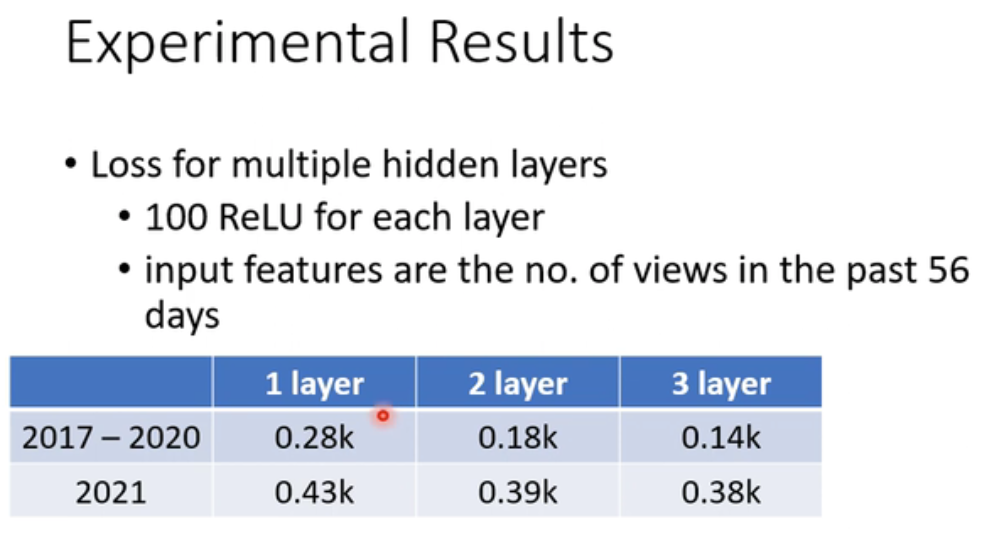 Experimental Results
• Loss for multiple hidden layers
• 100 ReLU for each layer
• input features are the no. of views in the past 56
days
1 layer 2 layer 3 layer
2017 – 2020 0.28k 0.18k 0.14k
2021 0.43k 0.39k 0.38k